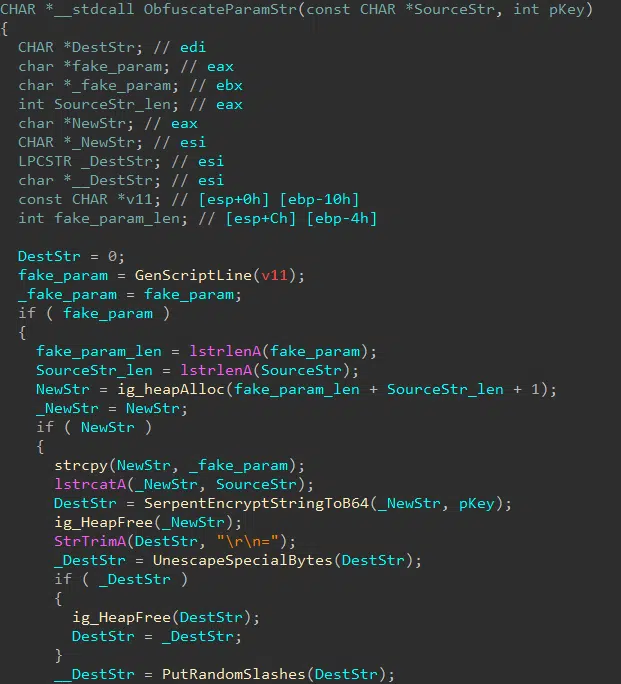 CHAR *__stdcall ObfuscateParamStr(const CHAR *SourceStr, int pKey)
{
  CHAR *DestStr; // edi
  char *fake_param; // eax
  char *_fake_param; // ebx
  int SourceStr_len; // eax
  char *NewStr; // eax
  CHAR *_NewStr; // esi
  LPCSTR _DestStr; // esi
  char *__DestStr; // esi
  const CHAR *v11; // [esp+0h] [ebp-10h]
  int fake_param_len; // [esp+Ch] [ebp-4h]

  DestStr = 0;
  fake_param = GenScriptLine(v11);
  _fake_param = fake_param;
  if ( fake_param )
  {
    fake_param_len = lstrlenA(fake_param);
    SourceStr_len = lstrlenA(SourceStr);
    NewStr = ig_heapAlloc(fake_param_len + SourceStr_len + 1);
    _NewStr = NewStr;
    if ( NewStr )
    {
      strcpy(NewStr, _fake_param);
      lstrcatA(_NewStr, SourceStr);
      DestStr = SerpentEncryptStringToB64(_NewStr, pKey);
      ig_HeapFree(_NewStr);
      StrTrimA(DestStr, "\r\n=");
      _DestStr = UnescapeSpecialBytes(DestStr);
      if ( _DestStr )
      {
        ig_HeapFree(DestStr);
        DestStr = _DestStr;
      }
      __DestStr = PutRandomSlashes(DestStr);